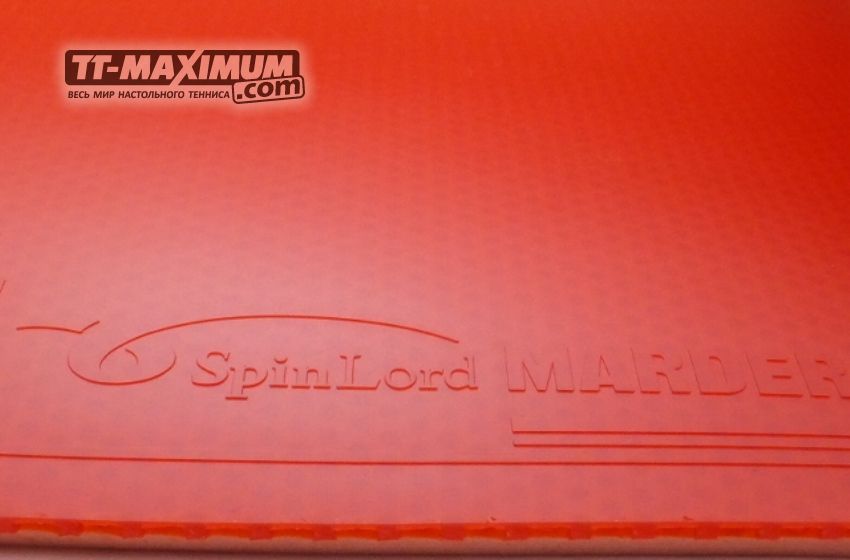 TT-MAXIMUM
.com
ВЕСЬ МИР НАСТОЛЬНОГО ТЕННИСА
SpinLord MARDER